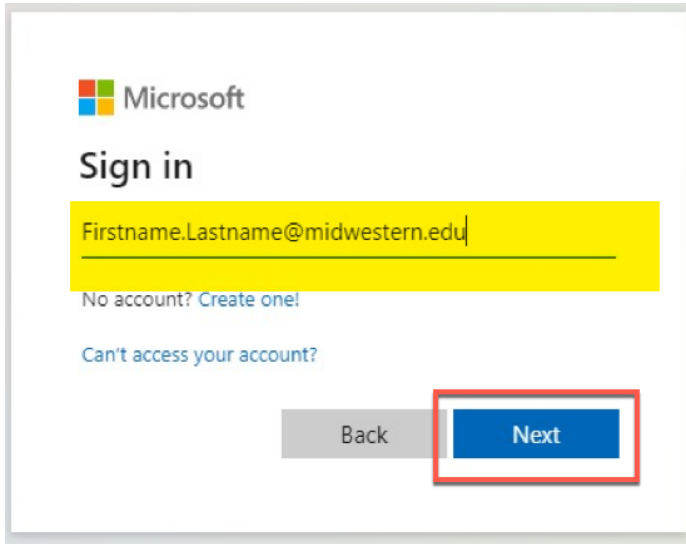 Microsoft
Sign in
Firstname.Lastname@midwestern.edu
No account? Create one!
Can't access your account?
Back Next